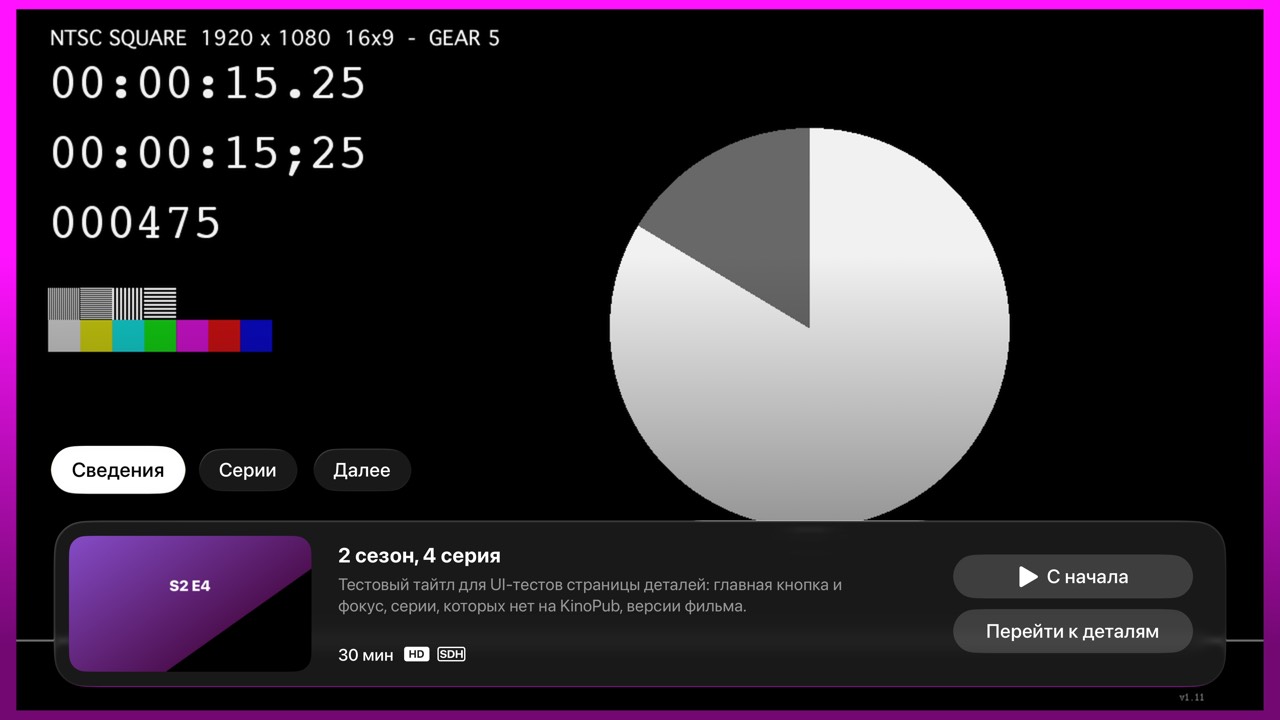 NTSC SQUARE 1920 x 1080 16x9 - GEAR 5
00:00:15.25
00:00:15;25
000475
Сведения
Серии
Далее
S2 E4
2 сезон, 4 серия
Тестовый тайтл для UI-тестов страницы деталей: главная кнопка и
фокус, серии, которых нет на KinoPub, версии фильма.
30 мин HD SDH
С начала
Перейти к деталям
v1.11